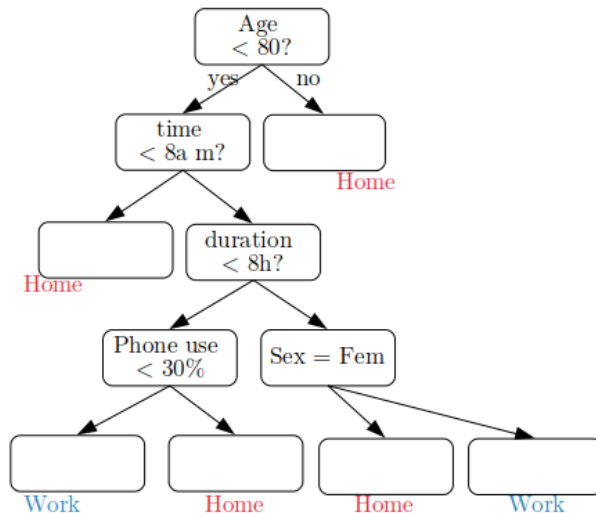 Age
< 80?
yes
no
time
< 8a m?
Home
Home
duration
< 8h?
Phone use
< 30%
Sex = Fem
Work
Home
Home
Work